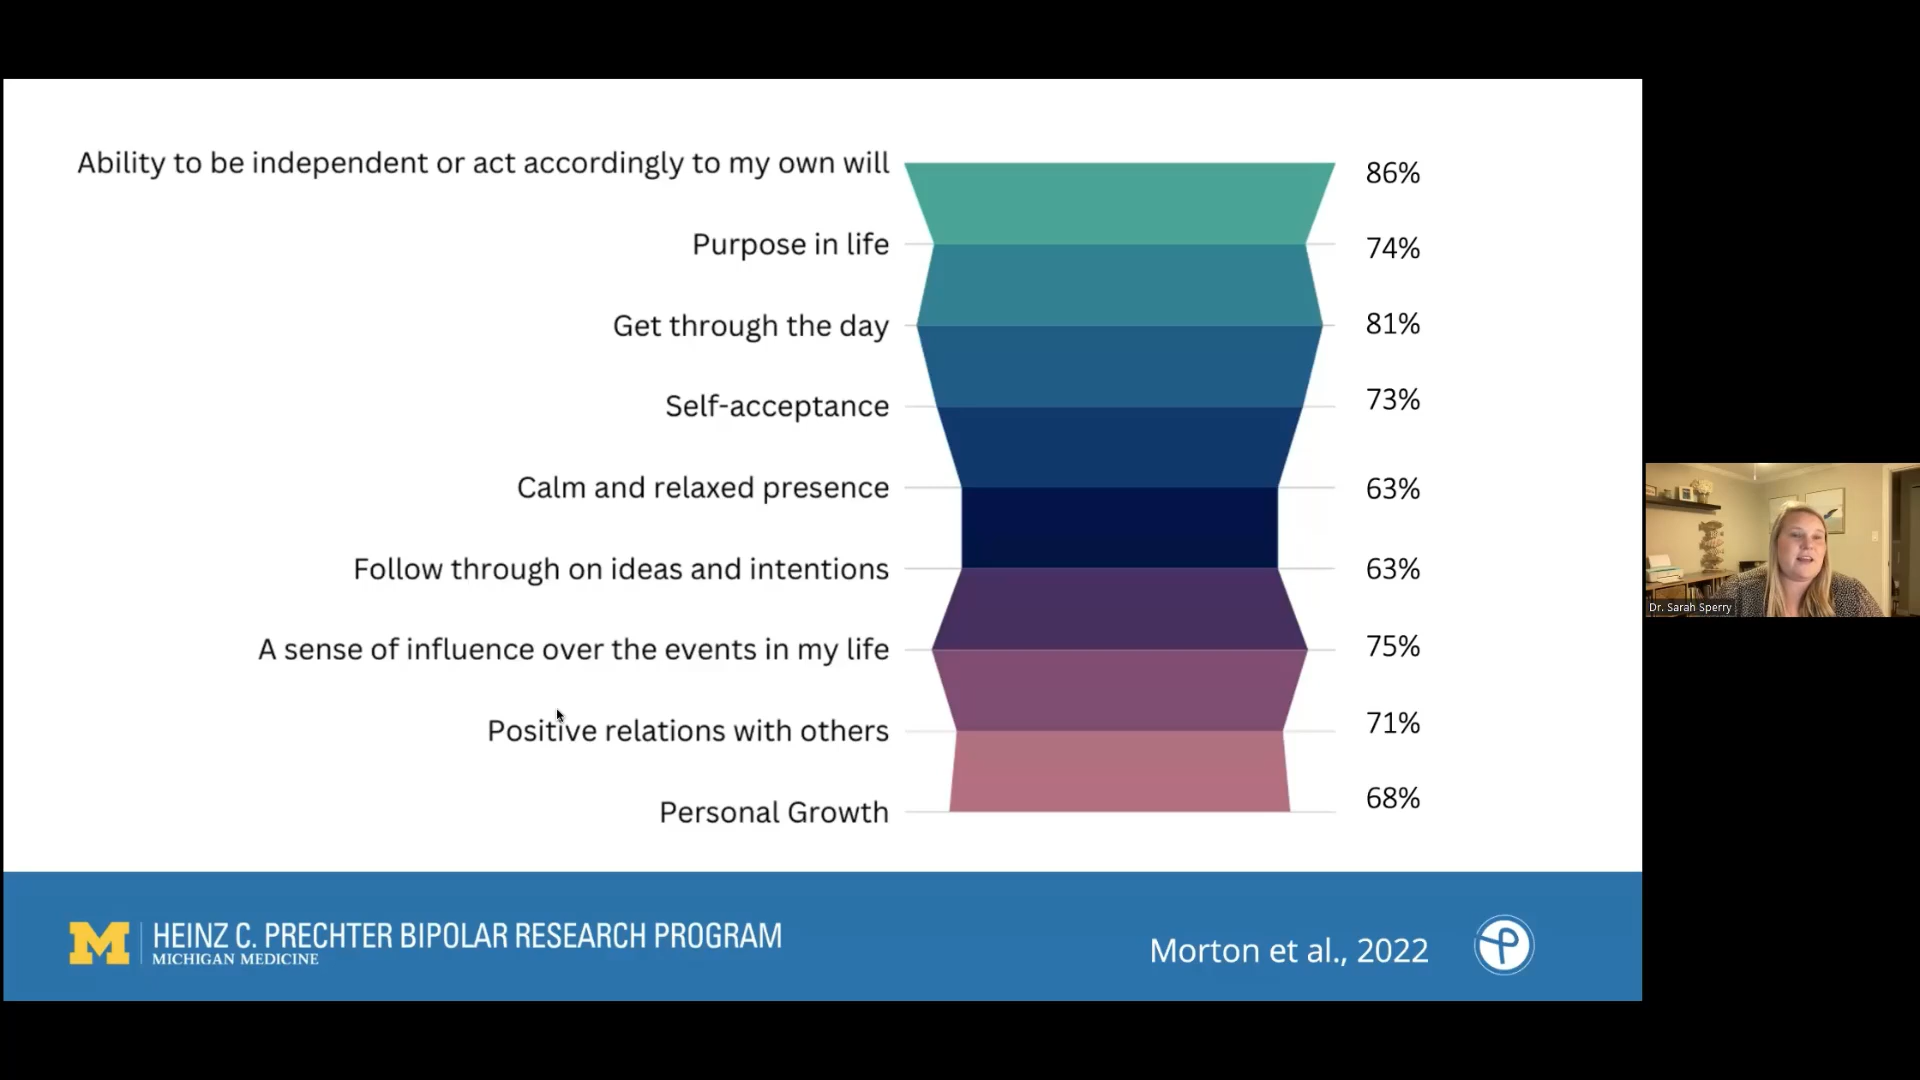 Ability to be independent or act accordingly to my own will 86%
Purpose in life 74%
Get through the day 81%
Self-acceptance 73%
Calm and relaxed presence 63%
Follow through on ideas and intentions 63%
A sense of influence over the events in my life 75%
Positive relations with others 71%
Personal Growth 68%
Dr. Sarah Sperry
M HEINZ C. PRECHTER BIPOLAR RESEARCH PROGRAM
MICHIGAN MEDICINE
Morton et al., 2022
P